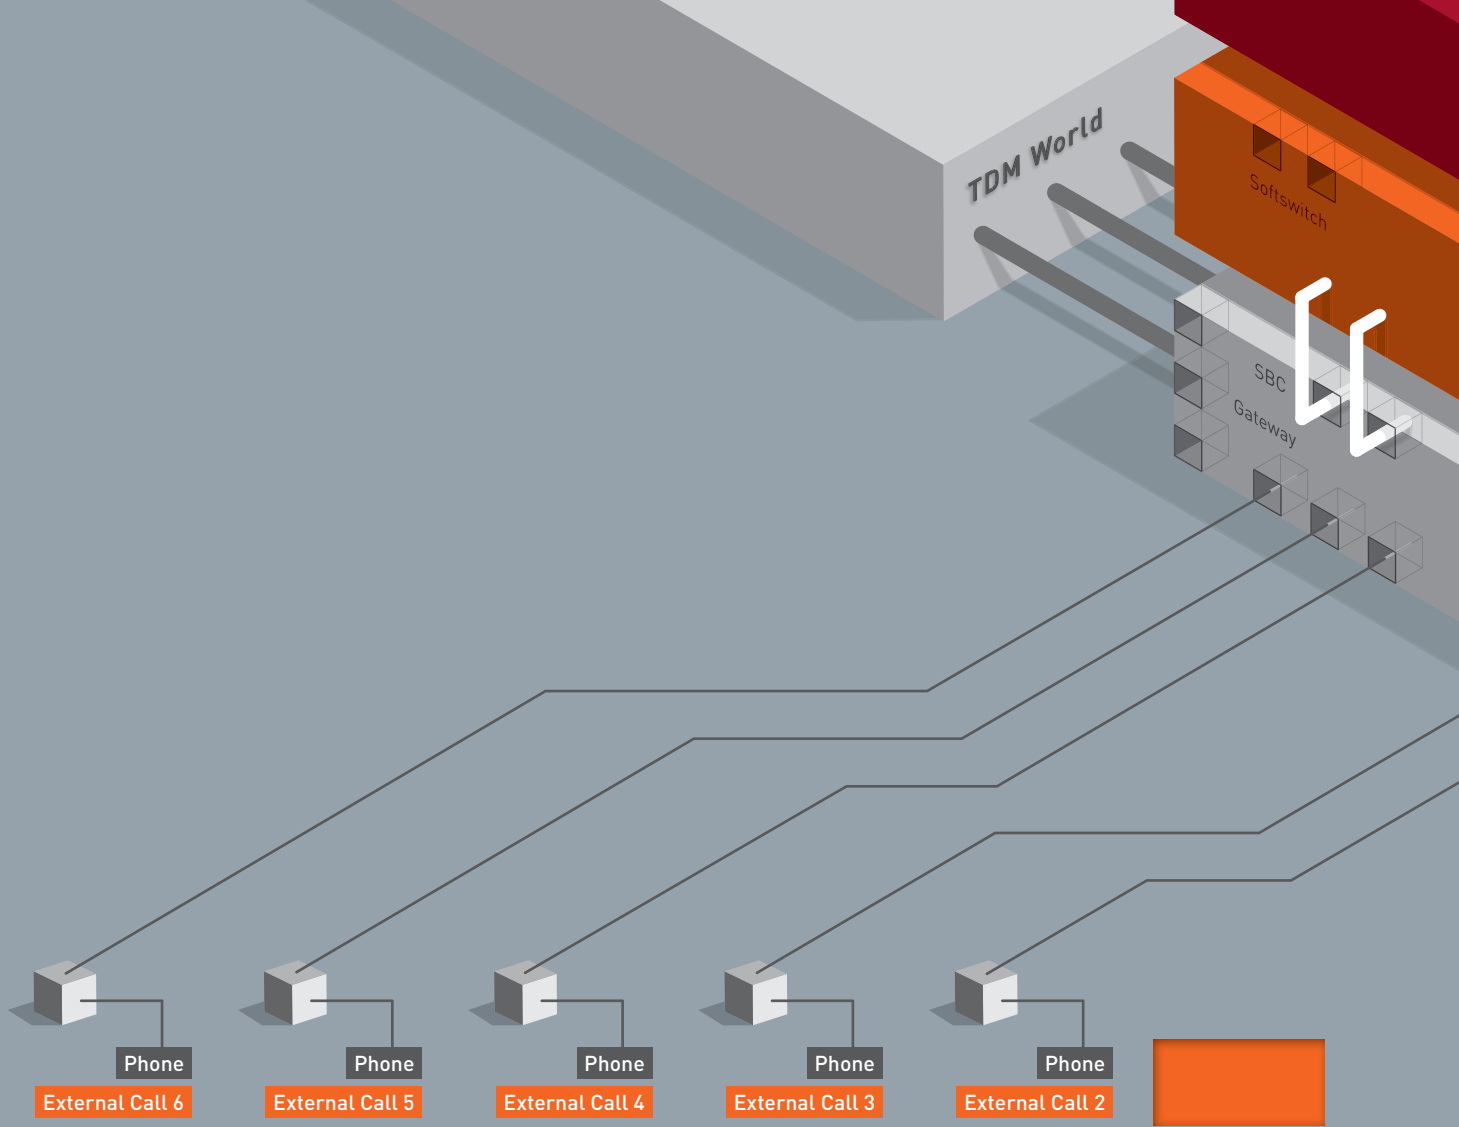 TDM World
Softswitch
SBC
Gateway
Phone
External Call 6
Phone
External Call 5
Phone
External Call 4
Phone
External Call 3
Phone
External Call 2